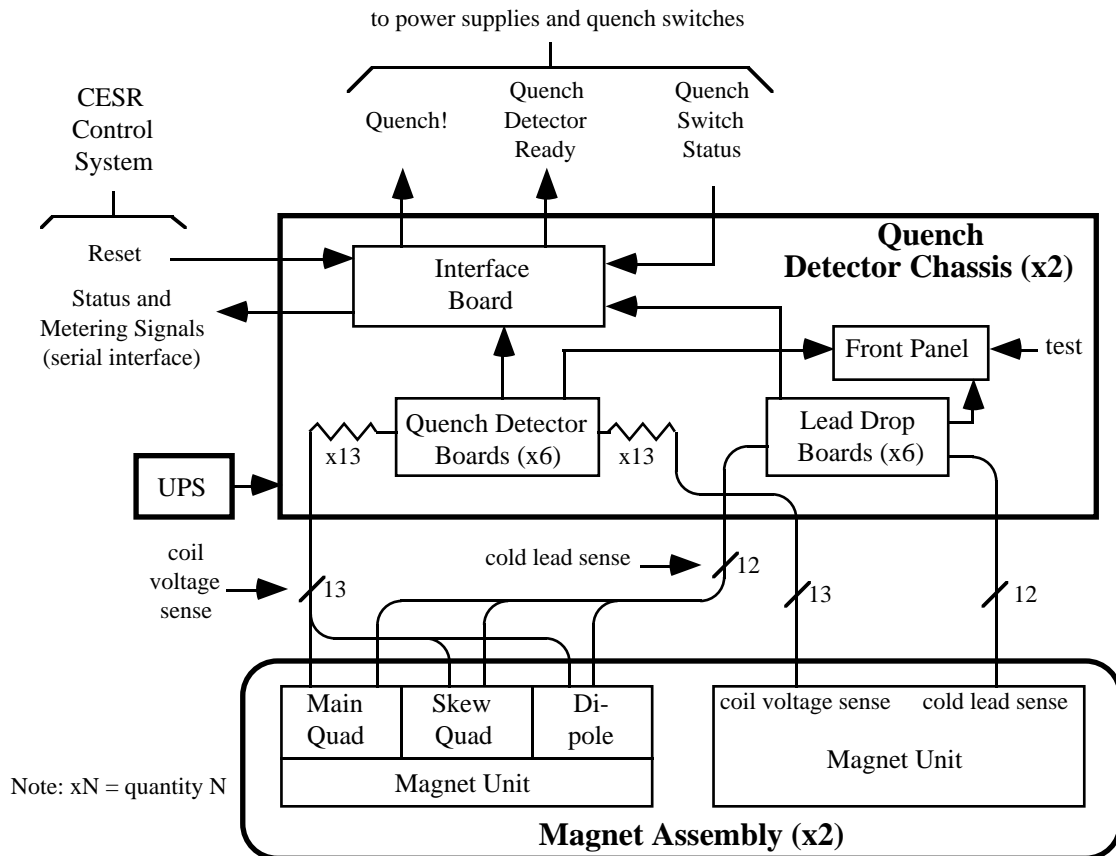 to power supplies and quench switches
CESR
Control
System
Quench!
Quench
Detector
Ready
Quench
Switch
Status
Reset
Status and
Metering Signals
(serial interface)
Interface
Board
Quench
Detector Chassis (x2)
Front Panel
test
Quench Detector
Boards (x6)
x13
x13
Lead Drop
Boards (x6)
UPS
coil
voltage
sense
13
cold lead sense
12
13
12
Main
Quad
Skew
Quad
Di-
pole
Magnet Unit
coil voltage sense
cold lead sense
Magnet Unit
Note: xN = quantity N
Magnet Assembly (x2)